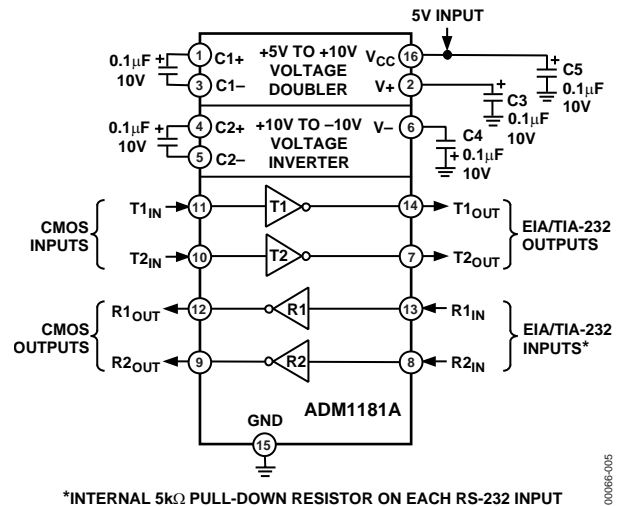 5V INPUT
0.1μF
10V
+
1
C1+
3
C1–
+5V TO +10V
VOLTAGE
DOUBLER
VCC
16
V+
2
+
C5
0.1μF
10V
+
C3
0.1μF
10V
0.1μF
10V
+
4
C2+
5
C2–
+10V TO –10V
VOLTAGE
INVERTER
V–
6
C4
+
0.1μF
10V
CMOS
INPUTS
T1IN
11
T1
14
T1OUT
T2IN
10
T2
7
T2OUT
EIA/TIA-232
OUTPUTS
CMOS
OUTPUTS
R1OUT
12
R1
13
R1IN
R2OUT
9
R2
8
R2IN
EIA/TIA-232
INPUTS*
ADM1181A
GND
15
*INTERNAL 5kΩ PULL-DOWN RESISTOR ON EACH RS-232 INPUT
00066-005